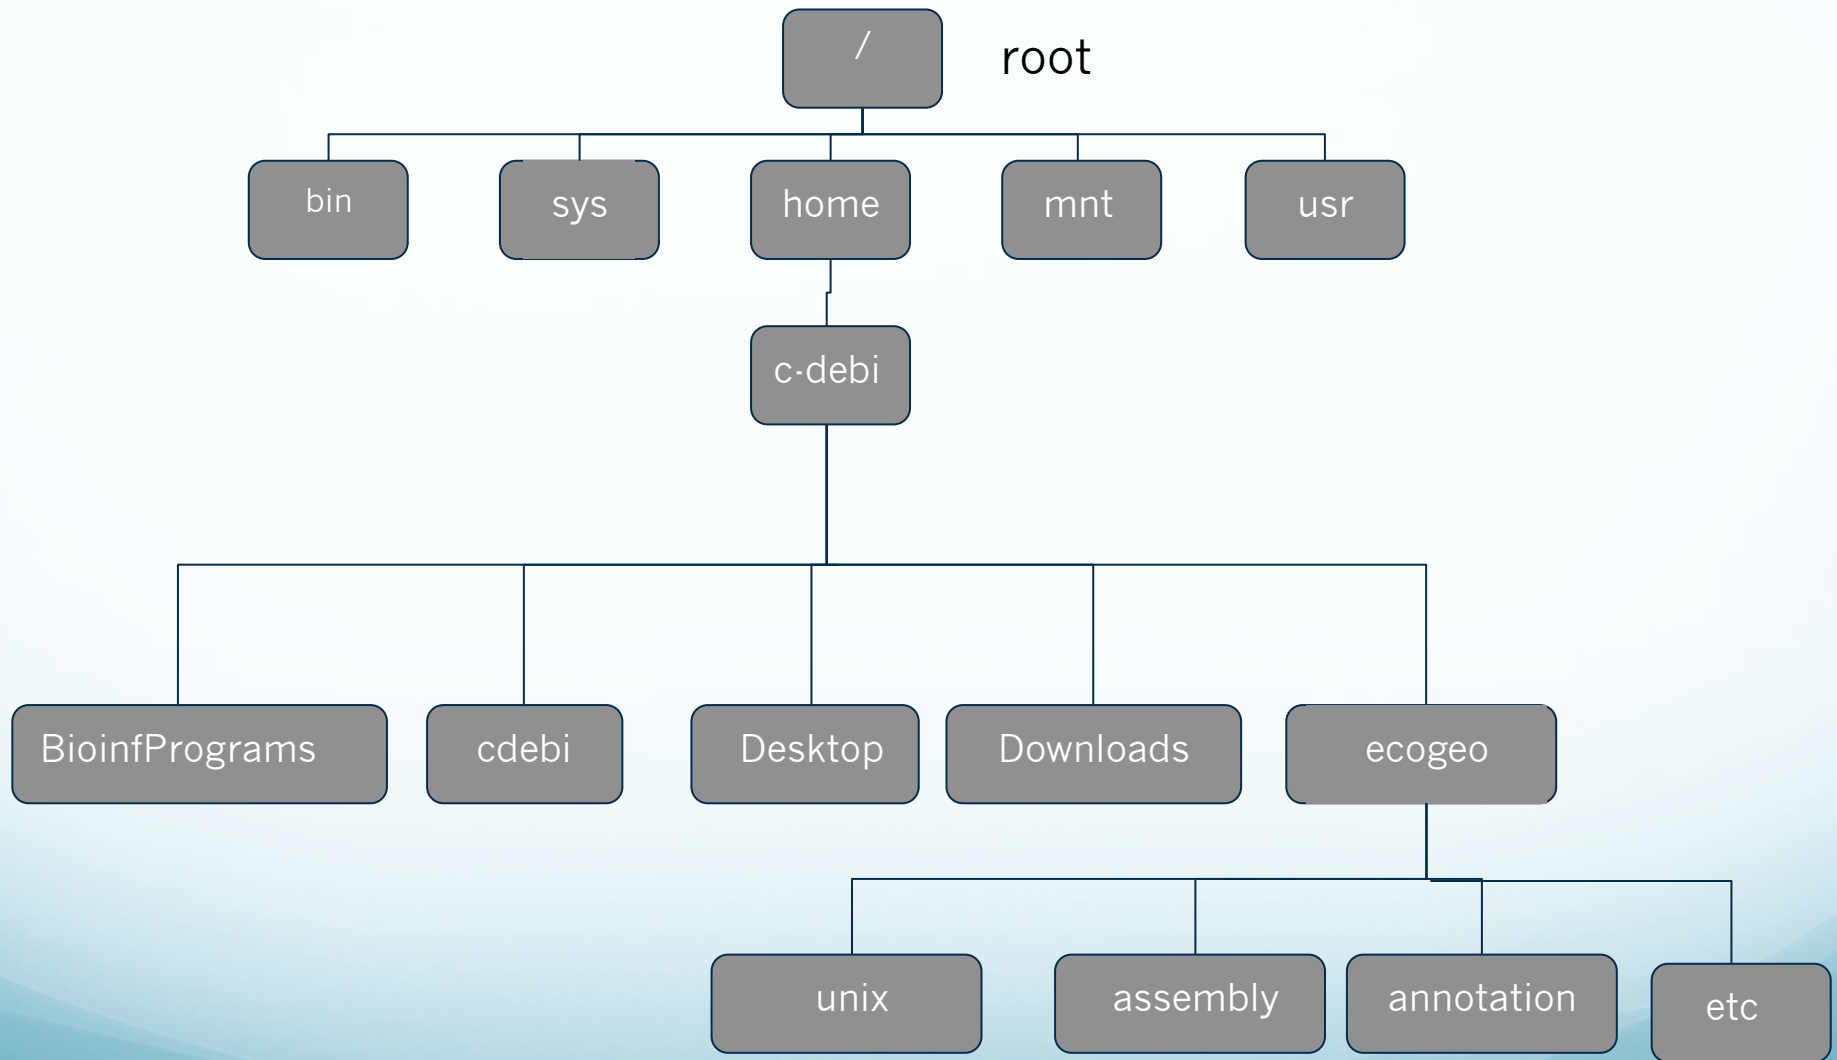 /
root
bin
sys
home
mnt
usr
c-debi
BioinfPrograms
cdebi
Desktop
Downloads
ecogeo
unix
assembly
annotation
etc